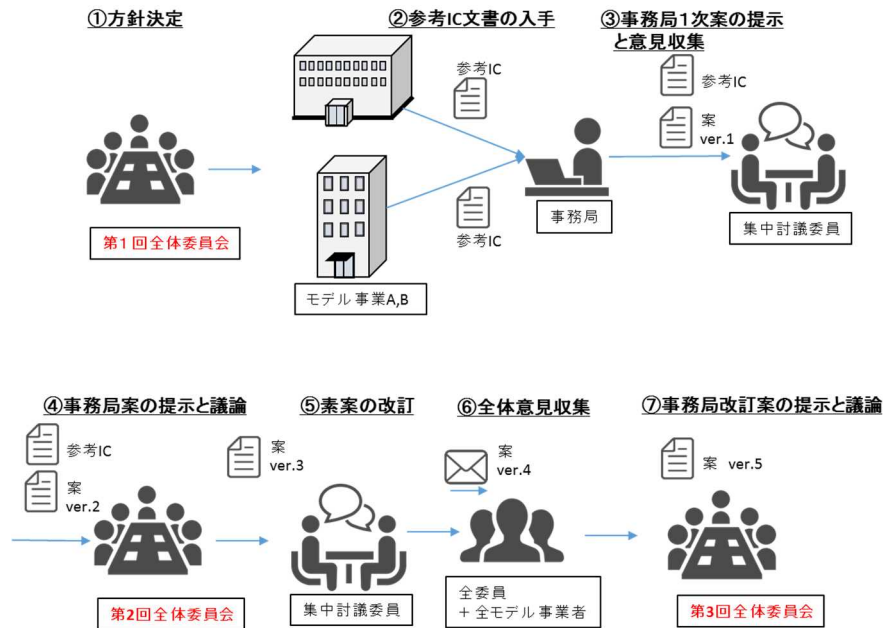 ①方針決定
②参考IC文書の入手
③事務局1次案の提示
と意見収集
参考IC
参考IC
案
ver.1
第1回全体委員会
モデル事業A,B
参考IC
事務局
集中討議委員
④事務局案の提示と議論
⑤素案の改訂
⑥全体意見収集
⑦事務局改訂案の提示と議論
参考IC
案
ver.2
案
ver.3
案
ver.4
案 ver.5
第2回全体委員会
集中討議委員
全委員
+全モデル事業者
第3回全体委員会